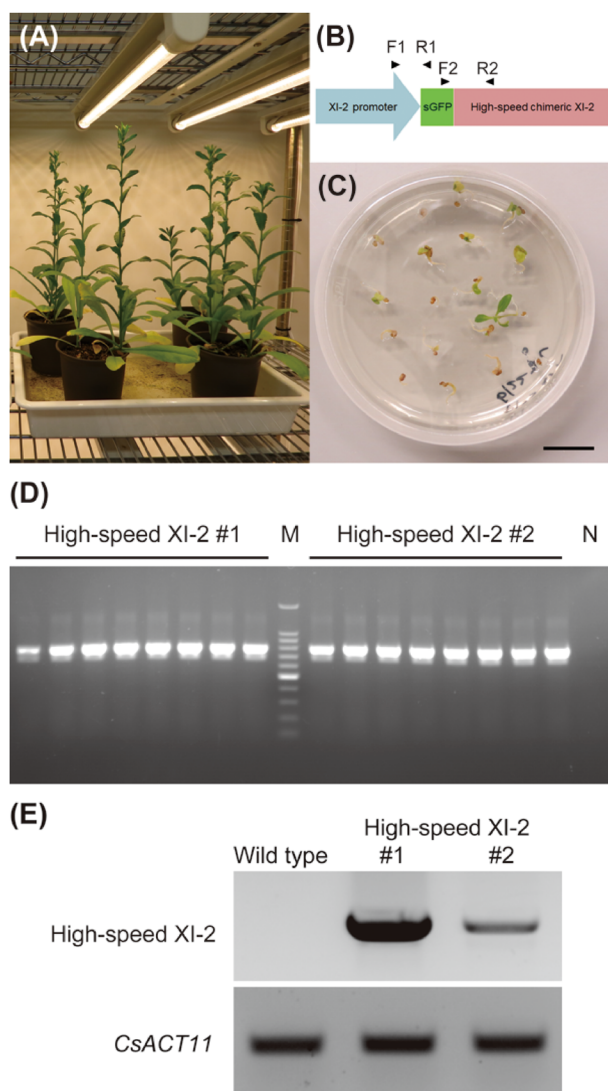 (A)
(B)
F1 R1
F2 R2
XI-2 promoter sGFP High-speed chimeric XI-2
(C)
(D)
High-speed XI-2 #1 M High-speed XI-2 #2 N
(E)
High-speed XI-2
Wild type #1 #2
High-speed XI-2
CsACT11